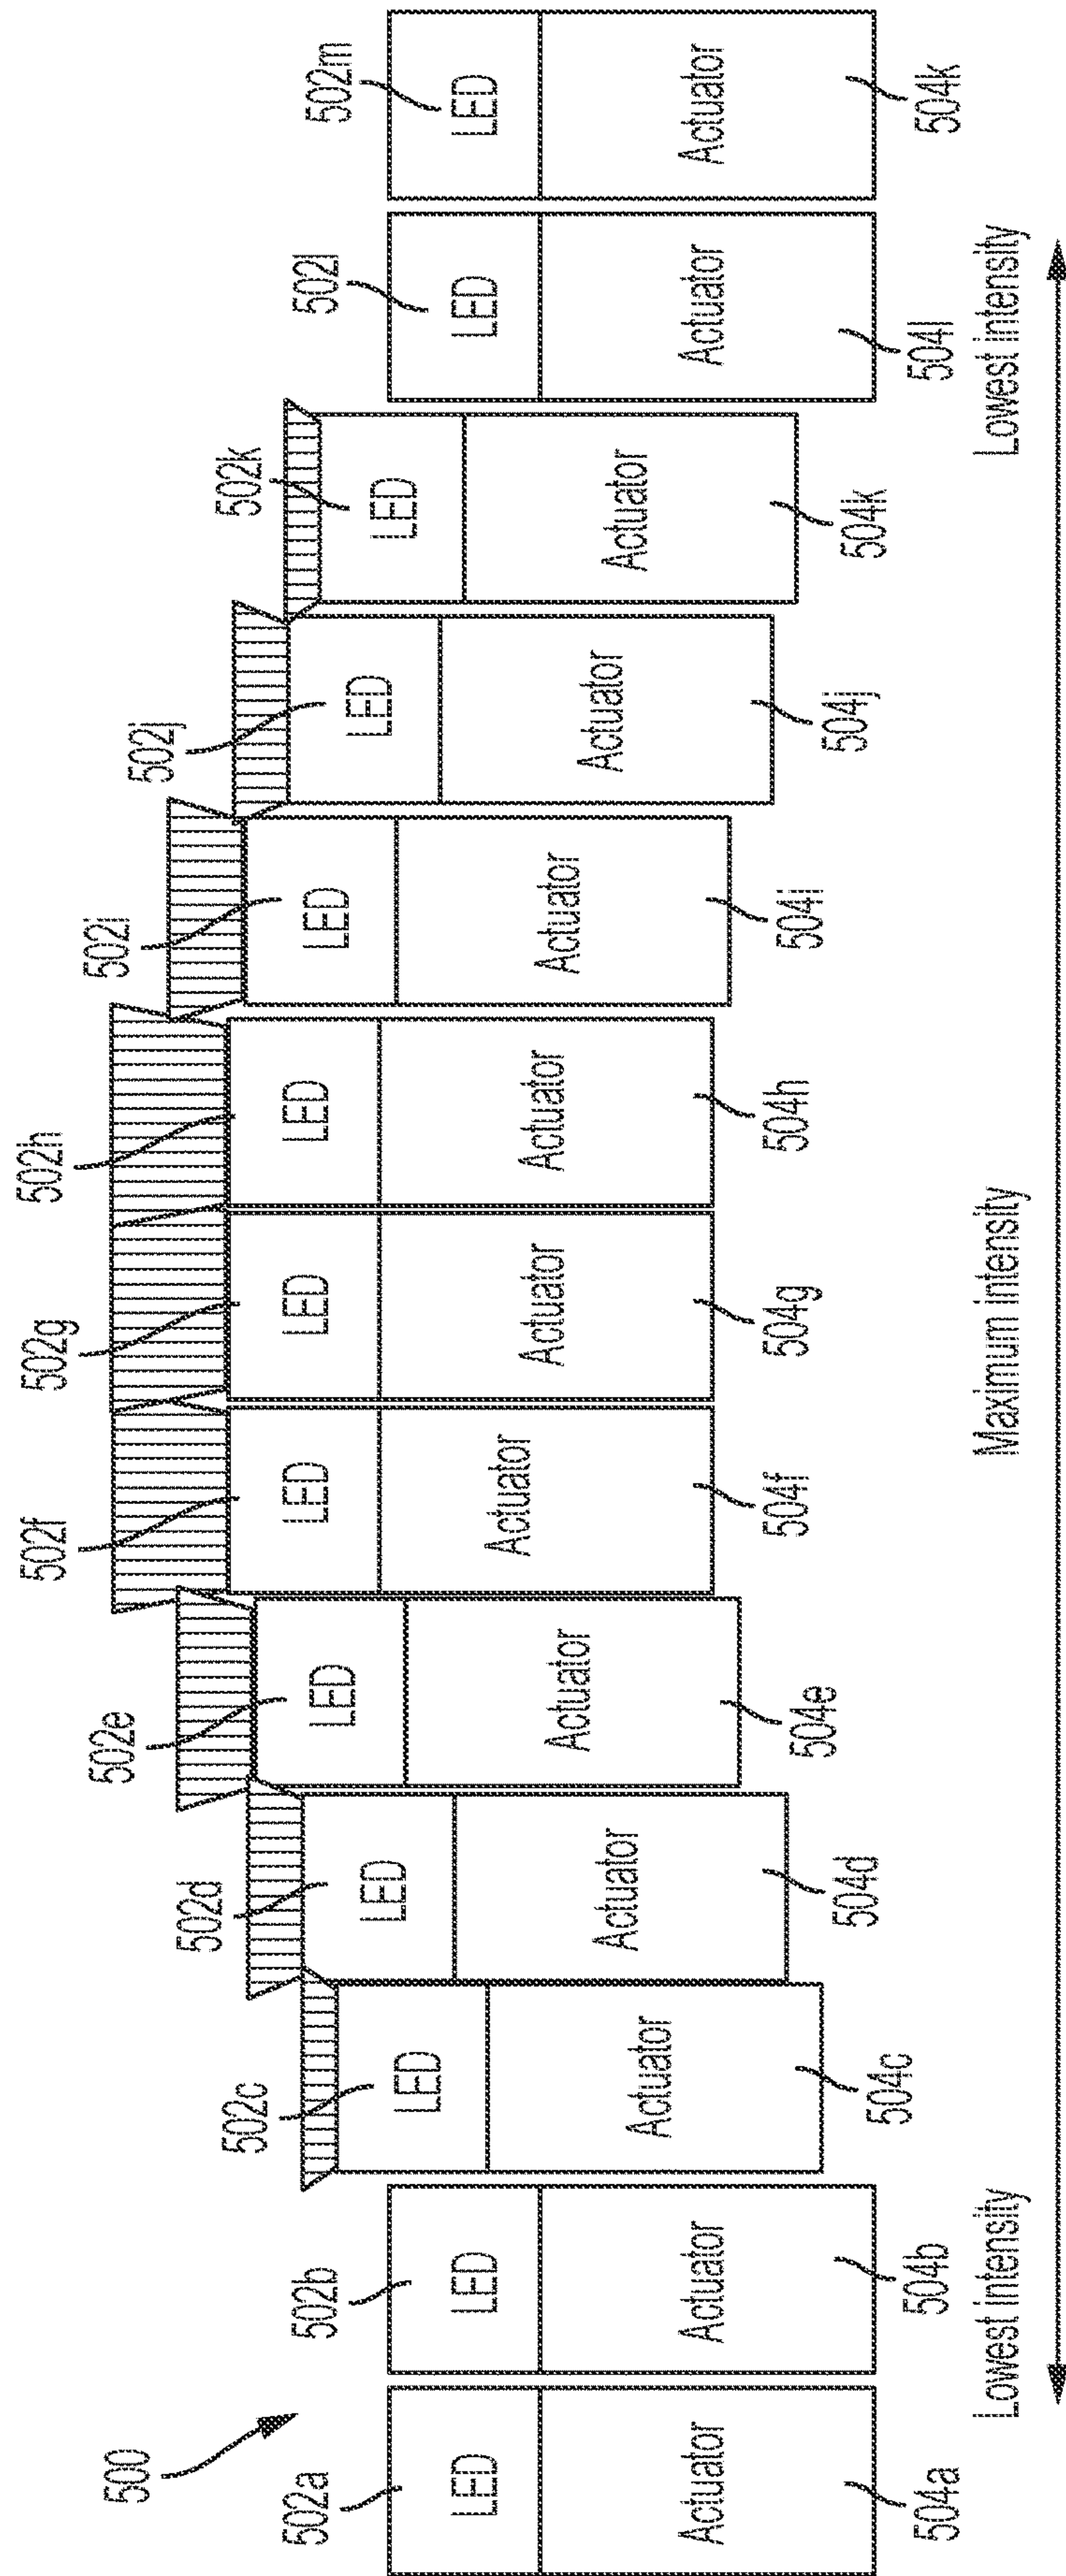 500
502a
502b
502c
502d
502e
502f
502g
502h
502i
502j
502k
502l
502m
LED
LED
LED
LED
LED
LED
LED
LED
LED
LED
LED
LED
LED
Actuator
Actuator
Actuator
Actuator
Actuator
Actuator
Actuator
Actuator
Actuator
Actuator
Actuator
Actuator
Actuator
504a
504b
504c
504d
504e
504f
504g
504h
504i
504j
504k
504l
504k
Lowest intensity
Maximum intensity
Lowest intensity